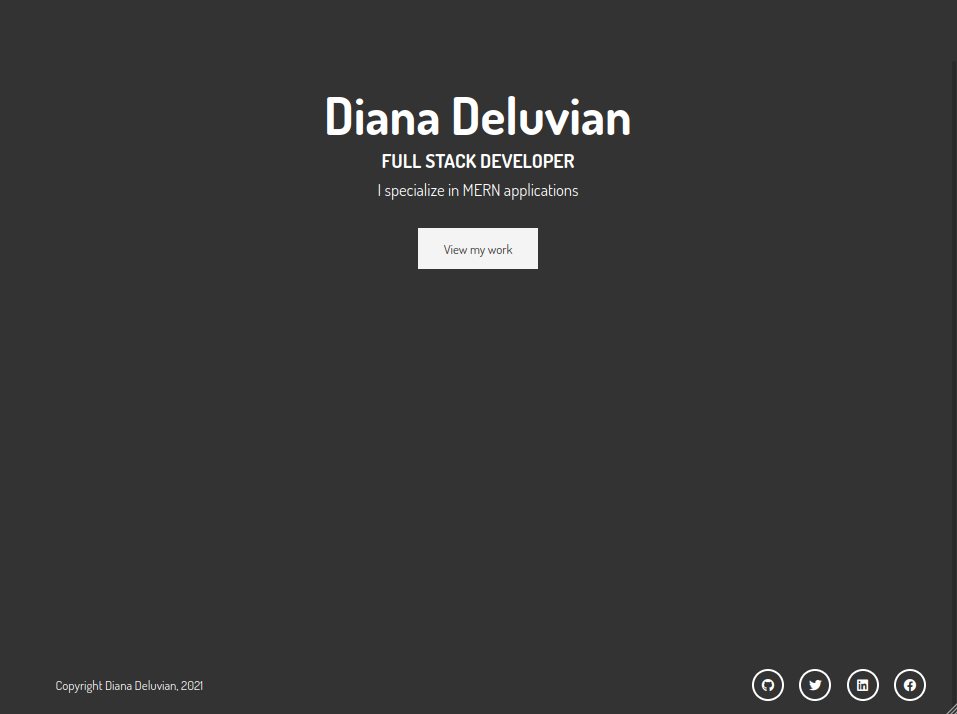 Diana Deluvian
FULL STACK DEVELOPER
I specialize in MERN applications
View my work
Copyright Diana Deluvian, 2021